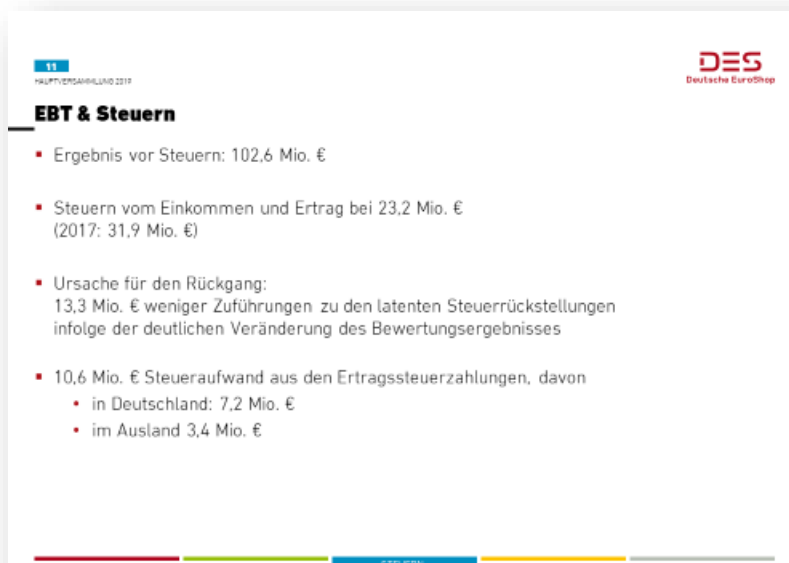 11
HAUPTVERSAMMLUNG 2019
DES
Deutsche EuroShop
EBT & Steuern
Ergebnis vor Steuern: 102,6 Mio. €
Steuern vom Einkommen und Ertrag bei 23,2 Mio. €
(2017: 31,9 Mio. €)
Ursache für den Rückgang:
13,3 Mio. € weniger Zuführungen zu den latenten Steuerrückstellungen
infolge der deutlichen Veränderung des Bewertungsergebnisses
10,6 Mio. € Steueraufwand aus den Ertragssteuerzahlungen, davon
in Deutschland: 7,2 Mio. €
im Ausland 3,4 Mio. €